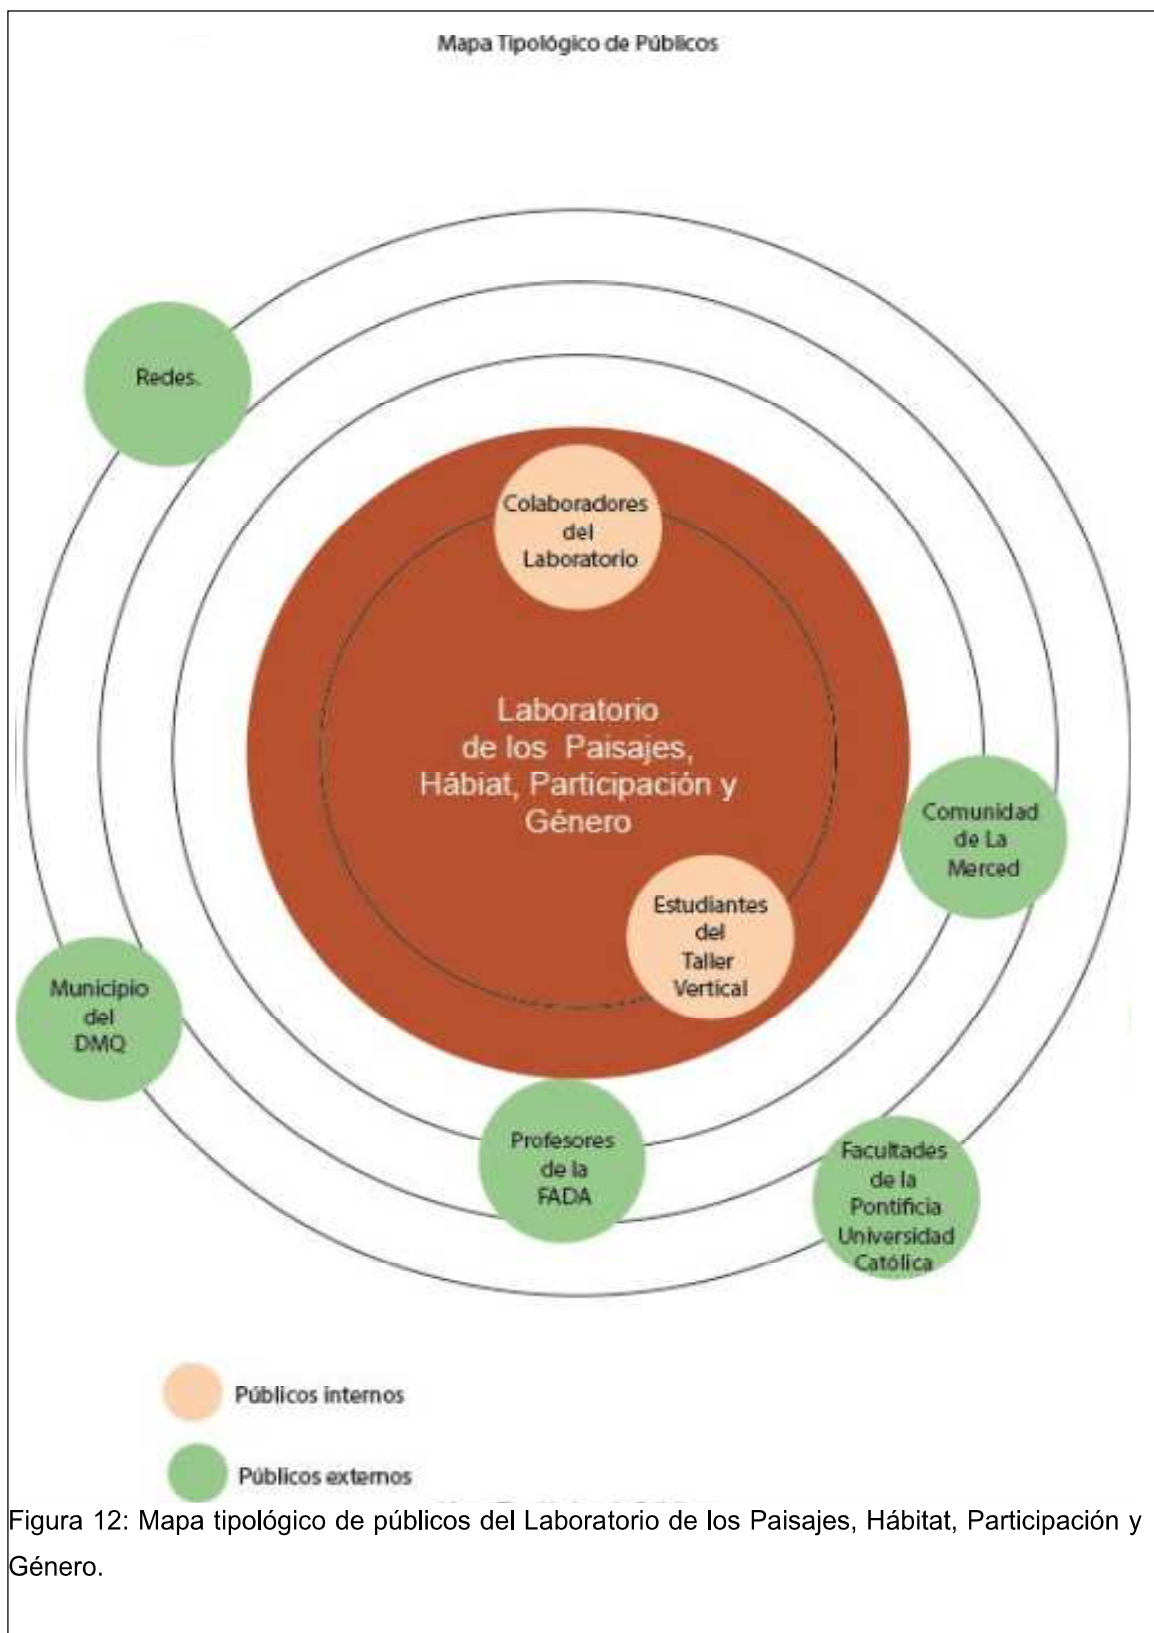 Mapa Tipológico de Públicos
Redes.
Colaboradores
del
Laboratorio
Laboratorio
de los Paisajes,
Hábiat, Participación y
Género
Comunidad
de La
Merced
Estudiantes
del
Taller
Vertical
Municipio
del
DMQ
Profesores
de la
FADA
Facultades
de la
Pontificia
Universidad
Católica
Públicos internos
Públicos externos
Figura 12: Mapa tipológico de públicos del Laboratorio de los Paisajes, Hábitat, Participación y
Género.